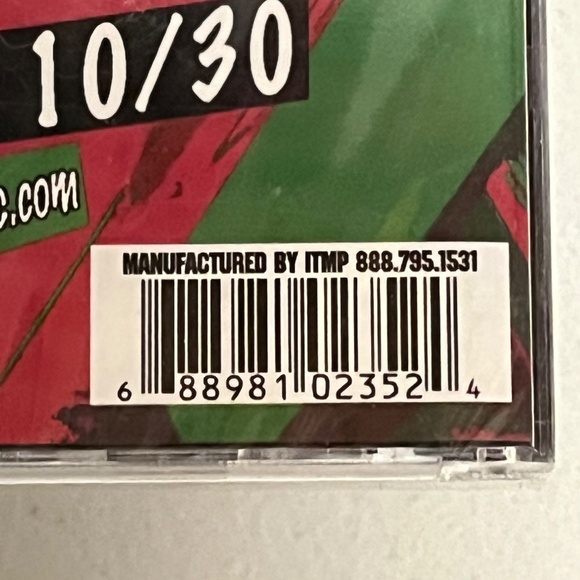 10/30
c.com
MANUFACTURED BY ITMP 888.795.1531
6 88981 02352 4